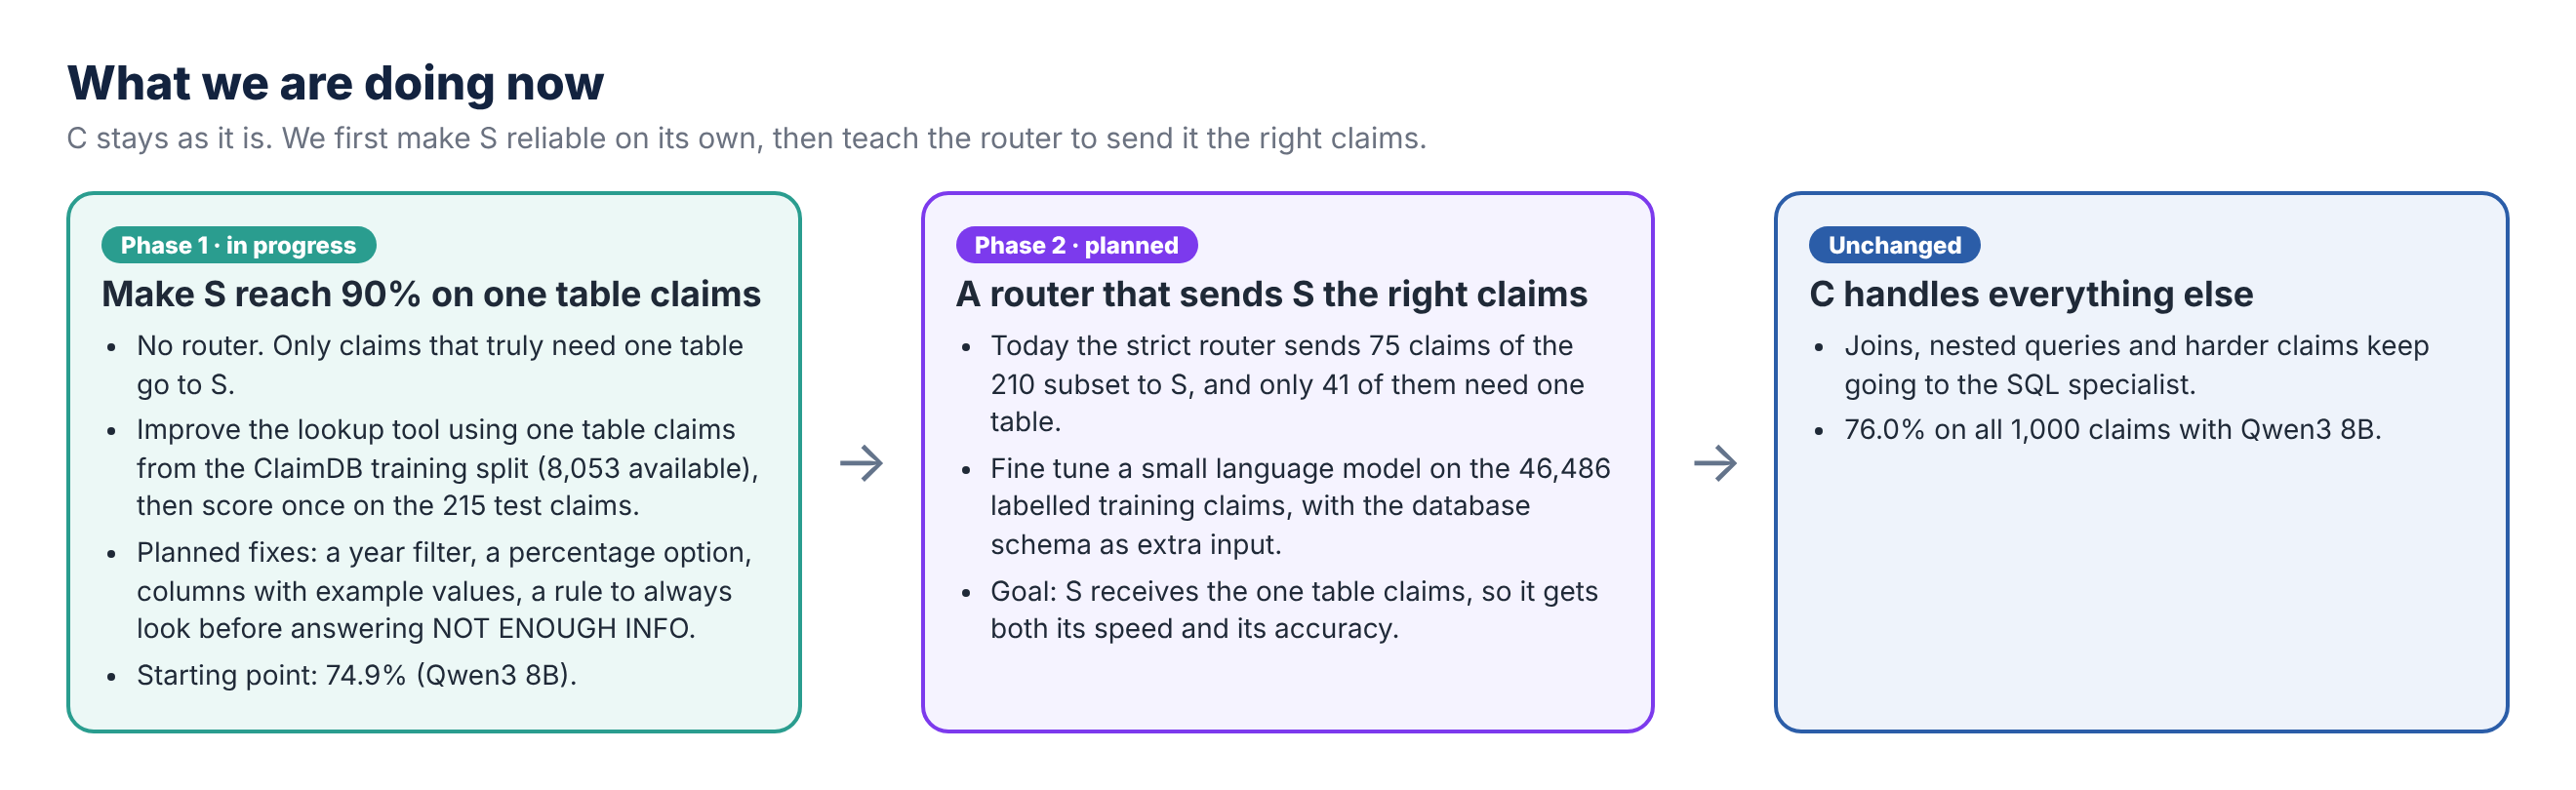 What we are doing now
C stays as it is. We first make S reliable on its own, then teach the router to send it the right claims.
Phase 1 · in progress
Make S reach 90% on one table claims
• No router. Only claims that truly need one table
go to S.
• Improve the lookup tool using one table claims
from the ClaimDB training split (8,053 available),
then score once on the 215 test claims.
• Planned fixes: a year filter, a percentage option,
columns with example values, a rule to always
look before answering NOT ENOUGH INFO.
• Starting point: 74.9% (Qwen3 8B).
→
Phase 2 · planned
A router that sends S the right claims
• Today the strict router sends 75 claims of the
210 subset to S, and only 41 of them need one
table.
• Fine tune a small language model on the 46,486
labelled training claims, with the database
schema as extra input.
• Goal: S receives the one table claims, so it gets
both its speed and its accuracy.
→
Unchanged
C handles everything else
• Joins, nested queries and harder claims keep
going to the SQL specialist.
• 76.0% on all 1,000 claims with Qwen3 8B.